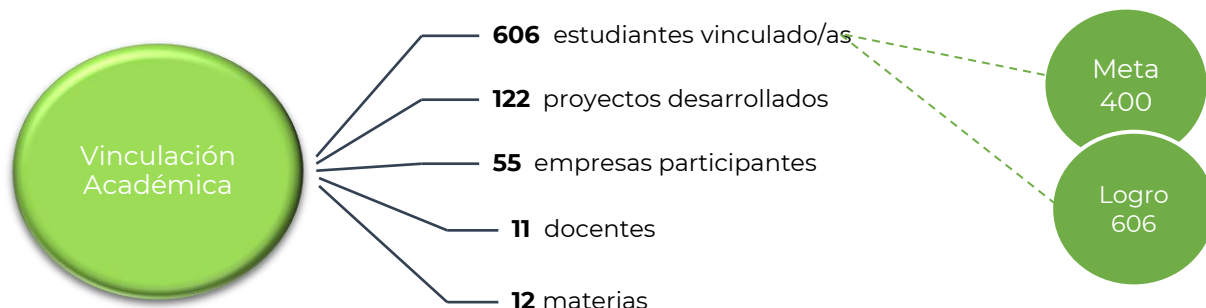 Vinculación
Académica
606 estudiantes vinculado/as
122 proyectos desarrollados
55 empresas participantes
11 docentes
12 materias
Meta
400
Logro
606